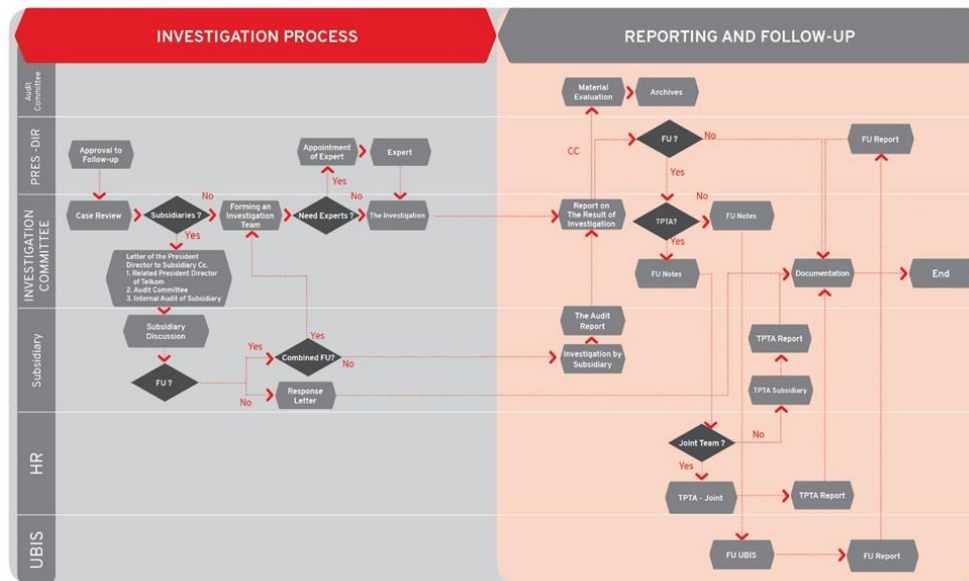 INVESTIGATION PROCESS
REPORTING AND FOLLOW-UP
Audit
Committee
Material
Evaluation
Archives
PRES -DIR
Approval to
Follow-up
Appointment
of Expert
Expert
CC
FU ?
No
FU Report
Yes
No
Yes
No
INVESTIGATION
COMMITTEE
Case Review
Subsidiaries ?
Forming an
Investigation
Team
Need Experts ?
The Investigation
Report on
The Result of
Investigation
TPTA?
No
FU Notes
Yes
Yes
Letter of the President
Director to Subsidiary Cc.
1. Related President Director
of Telkom
2. Audit Committee
3. Internal Audit of Subsidiary
FU Notes
Documentation
End
Subsidiary
Subsidiary
Discussion
The Audit
Report
Yes
Yes
Combined FU?
No
Investigation by
Subsidiary
TPTA Report
FU ?
No
Response
Letter
TPTA Subsidiary
HR
Joint Team ?
No
Yes
TPTA - Joint
TPTA Report
UBIS
FU UBIS
FU Report